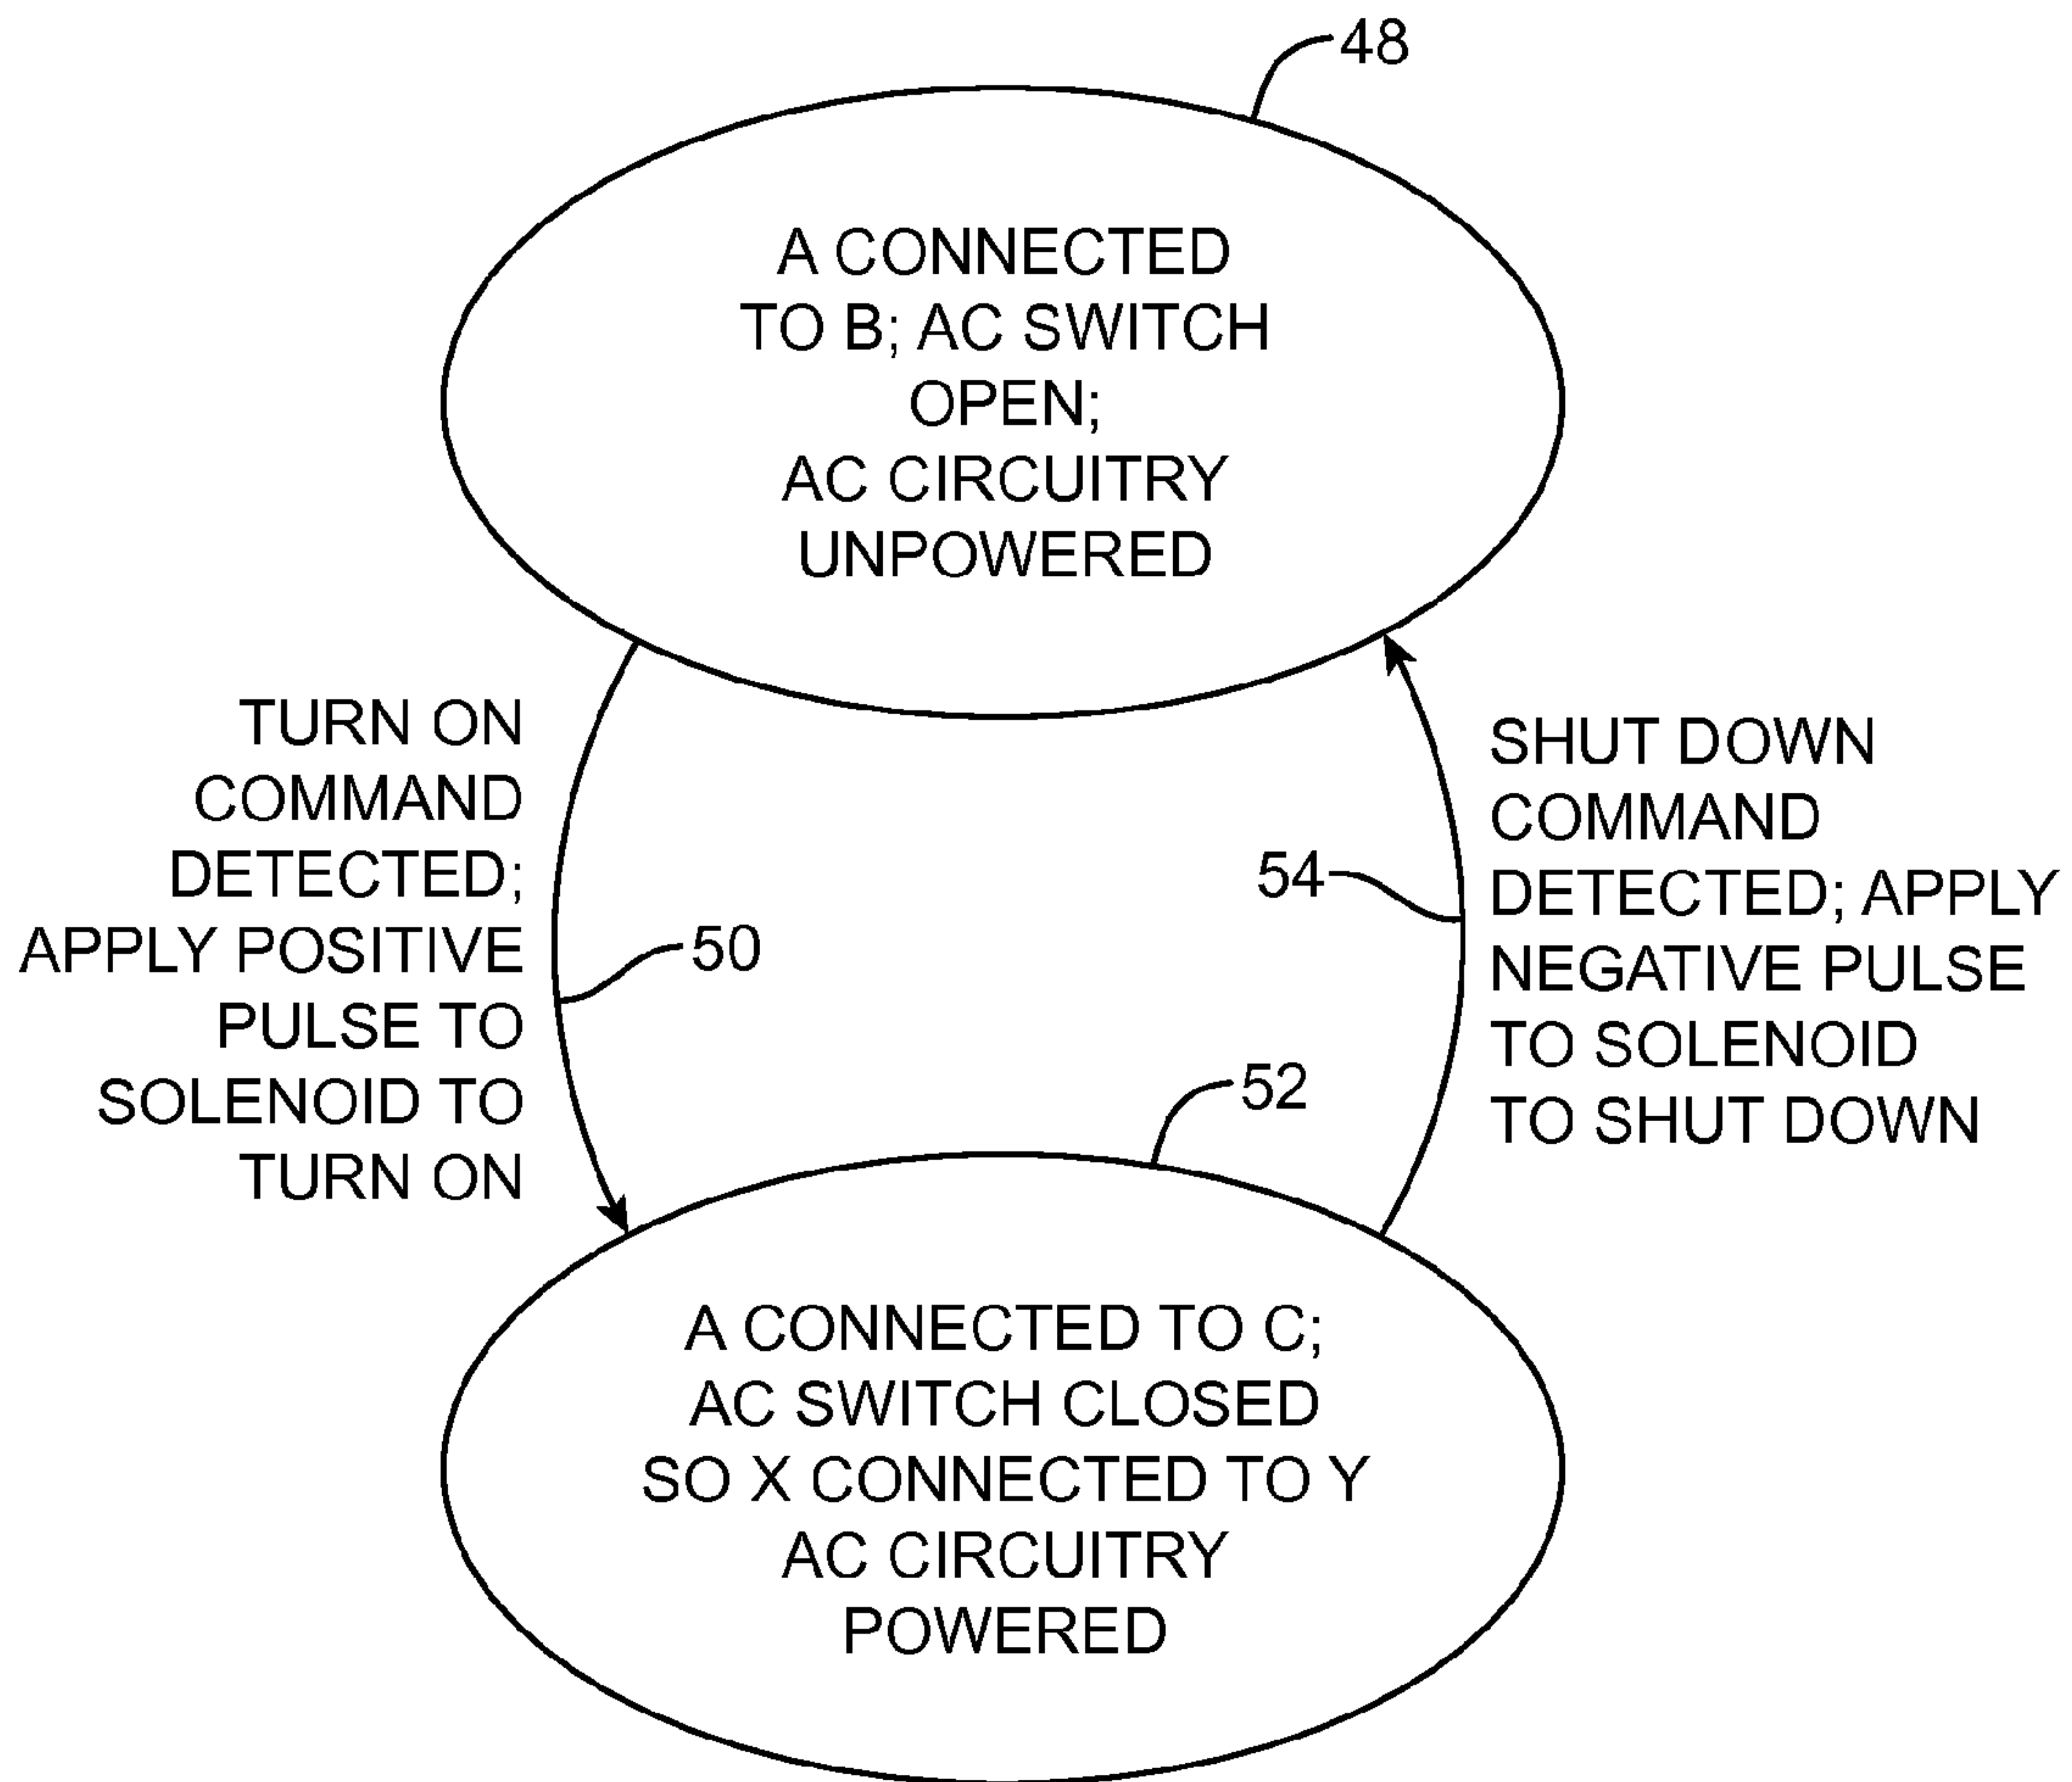 48
A CONNECTED
TO B; AC SWITCH
OPEN;
AC CIRCUITRY
UNPOWERED
TURN ON
COMMAND
DETECTED;
APPLY POSITIVE
PULSE TO
SOLENOID TO
TURN ON
50
54
SHUT DOWN
COMMAND
DETECTED; APPLY
NEGATIVE PULSE
TO SOLENOID
TO SHUT DOWN
52
A CONNECTED TO C;
AC SWITCH CLOSED
SO X CONNECTED TO Y
AC CIRCUITRY
POWERED